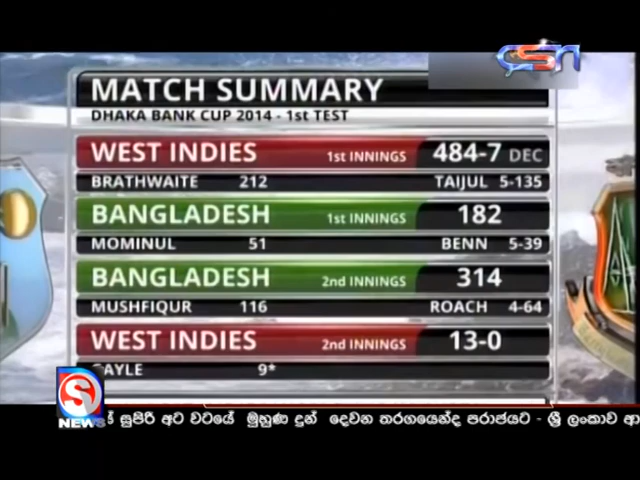 CSN
MATCH SUMMARY
DHAKA BANK CUP 2014 - 1ST TEST
WEST INDIES 1st INNINGS 484-7 DEC
BRATHWAITE 212 TAIJUL 5-135
BANGLADESH 1st INNINGS 182
MOMINUL 51 BENN 5-39
BANGLADESH 2nd INNINGS 314
MUSHFIQUR 116 ROACH 4-64
WEST INDIES 2nd INNINGS 13-0
GAYLE 9*
S
NEWS
සුපිරි අට වටයේ මුහුණ දුන් දෙවන තරගයෙන්ද පරාජයට - ශ්‍රී ලංකාව